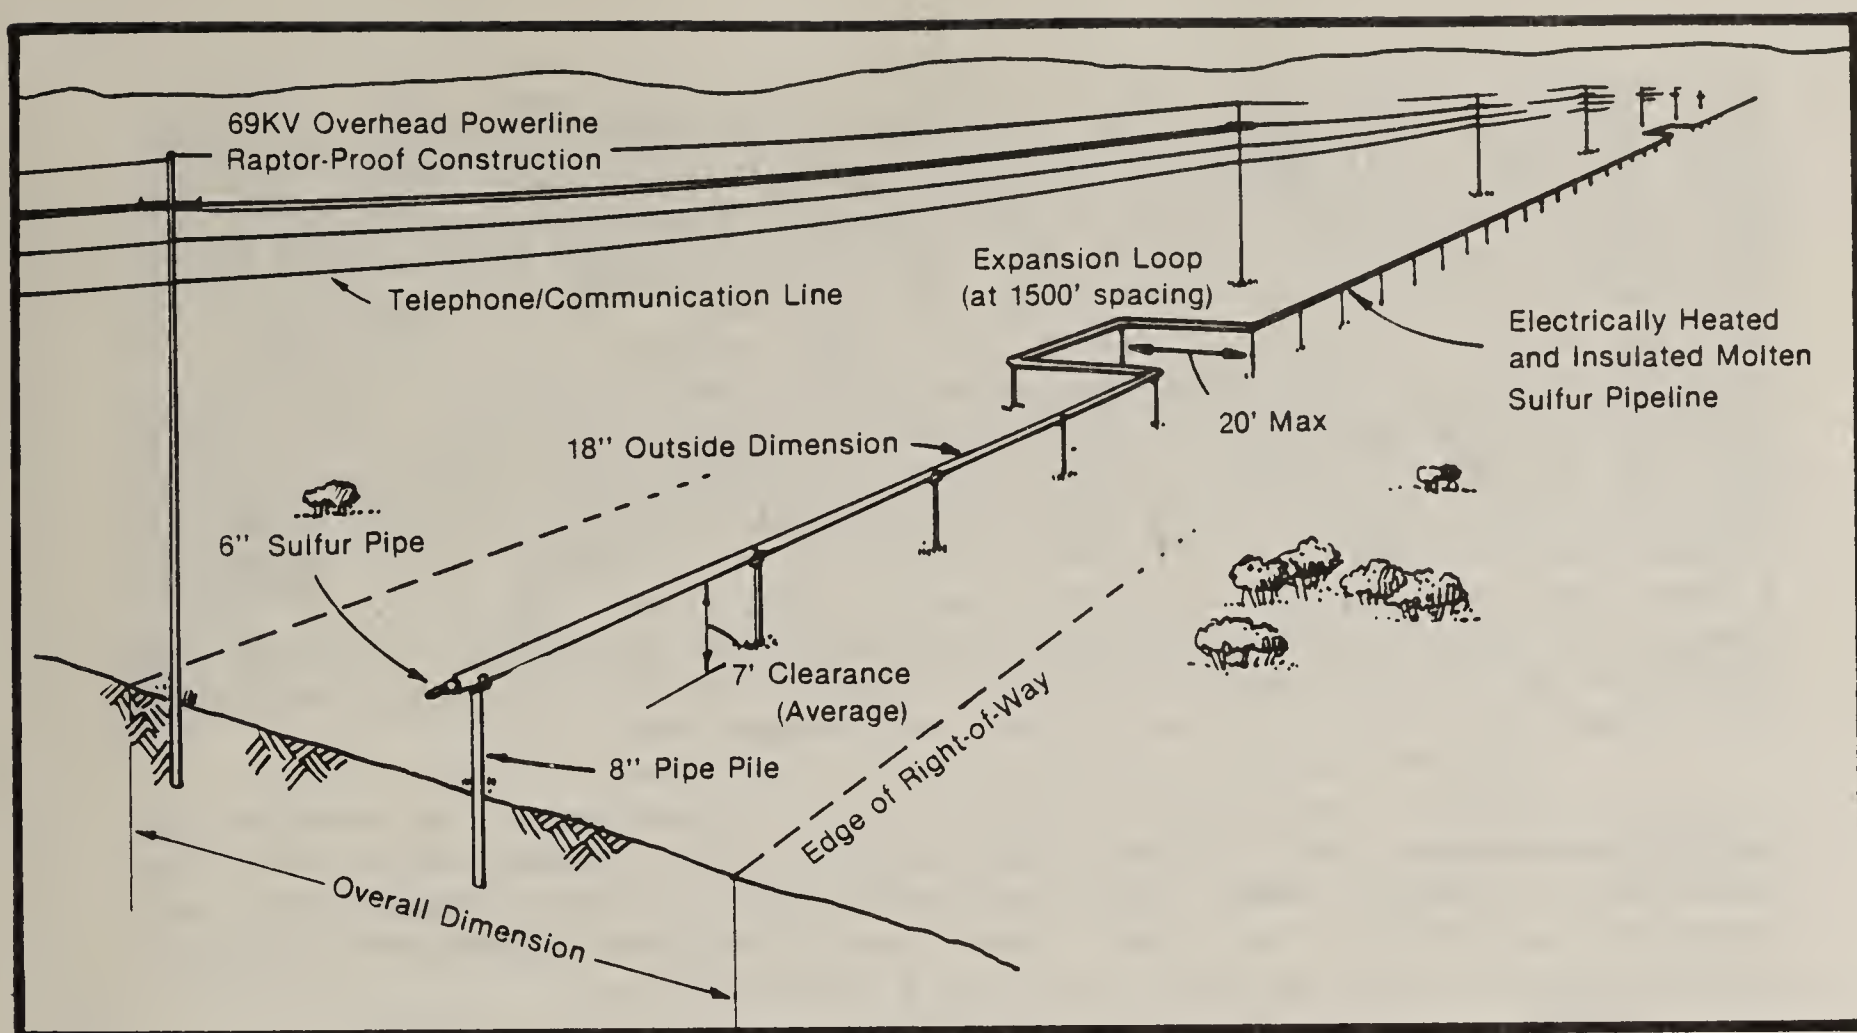 69KV Overhead Powerline
Raptor-Proof Construction
Telephone/Communication Line
Expansion Loop
(at 1500' spacing)
Electrically Heated
and Insulated Molten
Sulfur Pipeline
20' Max
18'' Outside Dimension
6'' Sulfur Pipe
7' Clearance
(Average)
8'' Pipe Pile
Edge of Right-of-Way
Overall Dimension